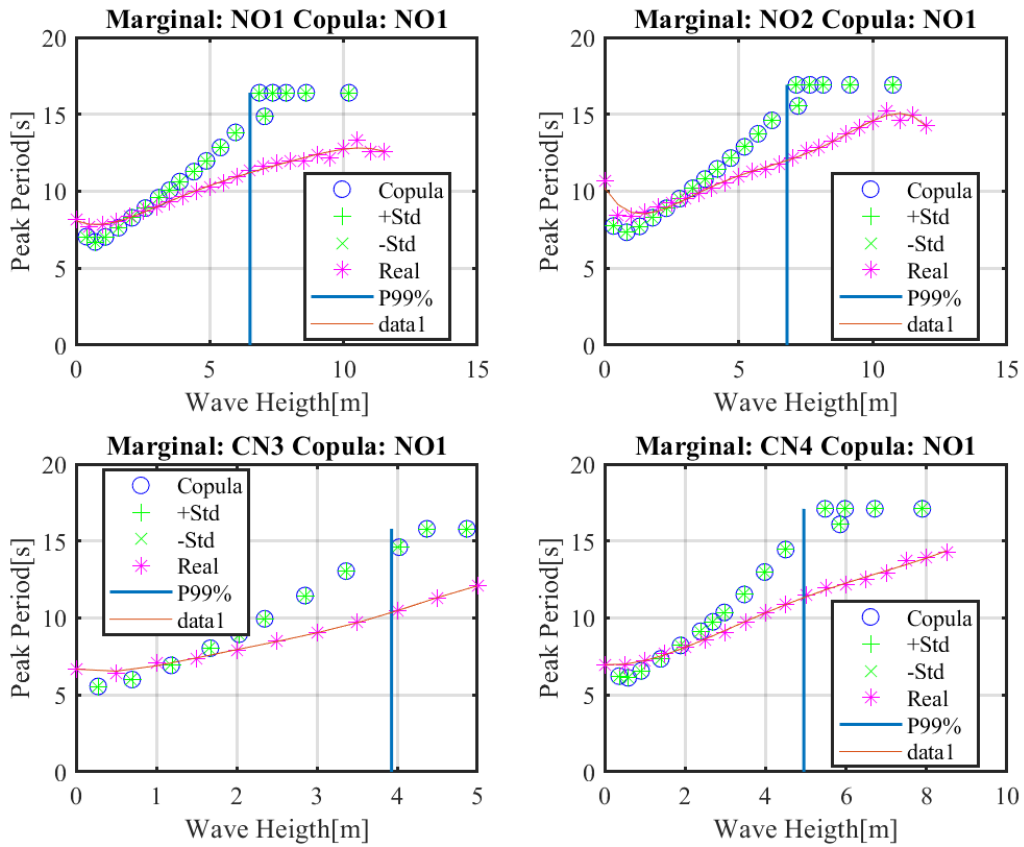 Marginal: NO1 Copula: NO1
20
15
10
5
0
Peak Period[s]
Copula
+Std
-Std
Real
P99%
data1
0 5 10 15
Wave Heigth[m]
Marginal: NO2 Copula: NO1
20
15
10
5
0
Peak Period[s]
Copula
+Std
-Std
Real
P99%
data1
0 5 10 15
Wave Heigth[m]
Marginal: CN3 Copula: NO1
20
15
10
5
0
Peak Period[s]
Copula
+Std
-Std
Real
P99%
data1
0 1 2 3 4 5
Wave Heigth[m]
Marginal: CN4 Copula: NO1
20
15
10
5
0
Peak Period[s]
Copula
+Std
-Std
Real
P99%
data1
0 2 4 6 8 10
Wave Heigth[m]